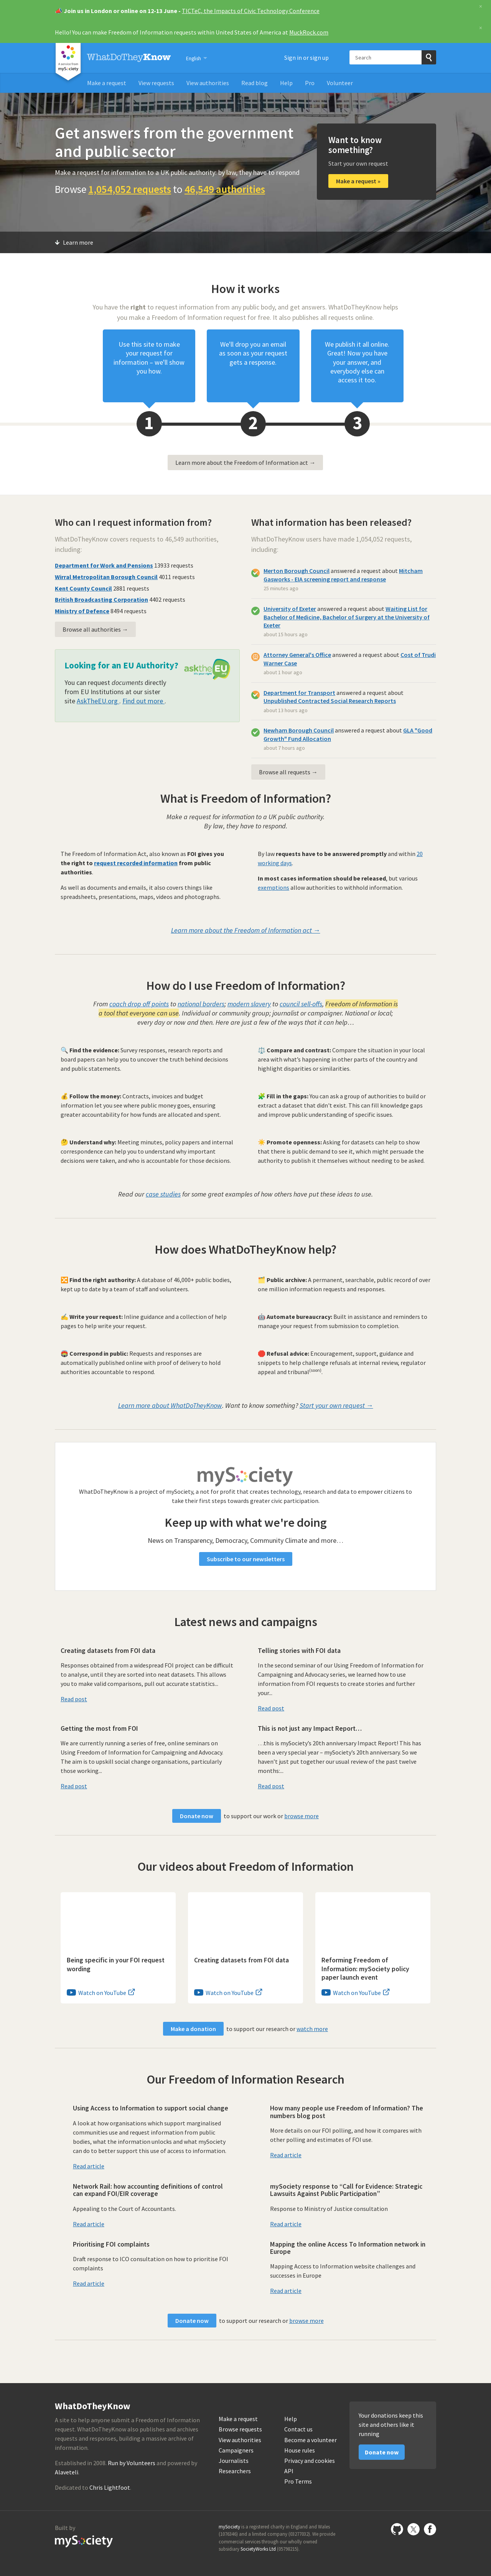 📣 Join us in London or online on 12-13 June - TICTeC, the Impacts of Civic Technology Conference
×
Hello! You can make Freedom of Information requests within United States of America at MuckRock.com
×
mySociety
WhatDoTheyKnow
English
Sign in or sign up
Search
Make a request
View requests
View authorities
Read blog
Help
Pro
Volunteer
Get answers from the government
and public sector
Make a request for information to a UK public authority: by law, they have to respond
Browse 1,054,052 requests to 46,549 authorities
Want to know
something?
Start your own request
Make a request »
Learn more
How it works
You have the right to request information from any public body, and get answers. WhatDoTheyKnow helps
you make a Freedom of Information request for free. It also publishes all requests online.
Use this site to make
your request for
information – we'll show
you how.
We'll drop you an email
as soon as your request
gets a response.
We publish it all online.
Great! Now you have
your answer, and
everybody else can
access it too.
1
2
3
Learn more about the Freedom of Information act →
Who can I request information from?
WhatDoTheyKnow covers requests to 46,549 authorities,
including:
Department for Work and Pensions 13933 requests
Wirral Metropolitan Borough Council 4011 requests
Kent County Council 2881 requests
British Broadcasting Corporation 4402 requests
Ministry of Defence 8494 requests
Browse all authorities →
Looking for an EU Authority?
You can request documents directly
from EU Institutions at our sister
site AskTheEU.org . Find out more .
asktheEU
What information has been released?
WhatDoTheyKnow users have made 1,054,052 requests,
including:
Merton Borough Council answered a request about Mitcham
Gasworks - EIA screening report and response
35 minutes ago
University of Exeter answered a request about Waiting List for
Bachelor of Medicine, Bachelor of Surgery at the University of
Exeter
about 15 hours ago
Attorney General's Office answered a request about Cost of Trudi
Warner Case
about 1 hour ago
Department for Transport answered a request about
Unpublished Contracted Social Research Reports
about 13 hours ago
Newham Borough Council answered a request about GLA "Good
Growth" Fund Allocation
about 7 hours ago
Browse all requests →
What is Freedom of Information?
Make a request for information to a UK public authority.
By law, they have to respond.
The Freedom of Information Act, also known as FOI gives you
the right to request recorded information from public
authorities.
As well as documents and emails, it also covers things like
spreadsheets, presentations, maps, videos and photographs.
By law requests have to be answered promptly and within 20
working days.
In most cases information should be released, but various
exemptions allow authorities to withhold information.
Learn more about the Freedom of Information act →
How do I use Freedom of Information?
From coach drop off points to national borders; modern slavery to council sell-offs, Freedom of Information is
a tool that everyone can use. Individual or community group; journalist or campaigner. National or local;
every day or now and then. Here are just a few of the ways that it can help…
🔍 Find the evidence: Survey responses, research reports and
board papers can help you to uncover the truth behind decisions
and public statements.
⚖️ Compare and contrast: Compare the situation in your local
area with what's happening in other parts of the country and
highlight disparities or similarities.
💰 Follow the money: Contracts, invoices and budget
information let you see where public money goes, ensuring
greater accountability for how funds are allocated and spent.
🧩 Fill in the gaps: You can ask a group of authorities to build or
extract a dataset that didn't exist. This can fill knowledge gaps
and improve public understanding of specific issues.
🤔 Understand why: Meeting minutes, policy papers and internal
correspondence can help you to understand why important
decisions were taken, and who is accountable for those decisions.
☀️ Promote openness: Asking for datasets can help to show
that there is public demand to see it, which might persuade the
authority to publish it themselves without needing to be asked.
Read our case studies for some great examples of how others have put these ideas to use.
How does WhatDoTheyKnow help?
🔀 Find the right authority: A database of 46,000+ public bodies,
kept up to date by a team of staff and volunteers.
🗂️ Public archive: A permanent, searchable, public record of over
one million information requests and responses.
✍️ Write your request: Inline guidance and a collection of help
pages to help write your request.
🤖 Automate bureaucracy: Built in assistance and reminders to
manage your request from submission to completion.
📮 Correspond in public: Requests and responses are
automatically published online with proof of delivery to hold
authorities accountable to respond.
🛑 Refusal advice: Encouragement, support, guidance and
snippets to help challenge refusals at internal review, regulator
appeal and tribunal[soon].
Learn more about WhatDoTheyKnow. Want to know something? Start your own request →
mySociety
WhatDoTheyKnow is a project of mySociety, a not for profit that creates technology, research and data to empower citizens to
take their first steps towards greater civic participation.
Keep up with what we're doing
News on Transparency, Democracy, Community Climate and more…
Subscribe to our newsletters
Latest news and campaigns
Creating datasets from FOI data
Responses obtained from a widespread FOI project can be difficult
to analyse, until they are sorted into neat datasets. This allows
you to make valid comparisons, pull out accurate statistics...
Read post
Telling stories with FOI data
In the second seminar of our Using Freedom of Information for
Campaigning and Advocacy series, we learned how to use
information from FOI requests to create stories and further
your...
Read post
Getting the most from FOI
We are currently running a series of free, online seminars on
Using Freedom of Information for Campaigning and Advocacy.
The aim is to upskill social change organisations, particularly
those working...
Read post
This is not just any Impact Report…
…this is mySociety's 20th anniversary Impact Report! This has
been a very special year – mySociety's 20th anniversary. So we
haven't just put together our usual review of the past twelve
months:...
Read post
Donate now to support our work or browse more
Our videos about Freedom of Information
Being specific in your FOI request
wording
Watch on YouTube
Creating datasets from FOI data
Watch on YouTube
Reforming Freedom of
Information: mySociety policy
paper launch event
Watch on YouTube
Make a donation to support our research or watch more
Our Freedom of Information Research
Using Access to Information to support social change
A look at how organisations which support marginalised
communities use and request information from public
bodies, what the information unlocks and what mySociety
can do to better support this use of access to information.
Read article
How many people use Freedom of Information? The
numbers blog post
More details on our FOI polling, and how it compares with
other polling and estimates of FOI use.
Read article
Network Rail: how accounting definitions of control
can expand FOI/EIR coverage
Appealing to the Court of Accountants.
Read article
mySociety response to “Call for Evidence: Strategic
Lawsuits Against Public Participation”
Response to Ministry of Justice consultation
Read article
Prioritising FOI complaints
Draft response to ICO consultation on how to prioritise FOI
complaints
Read article
Mapping the online Access To Information network in
Europe
Mapping Access to Information website challenges and
successes in Europe
Read article
Donate now to support our research or browse more
WhatDoTheyKnow
A site to help anyone submit a Freedom of Information
request. WhatDoTheyKnow also publishes and archives
requests and responses, building a massive archive of
information.
Established in 2008. Run by Volunteers and powered by
Alaveteli.
Dedicated to Chris Lightfoot.
Make a request
Browse requests
View authorities
Campaigners
Journalists
Researchers
Help
Contact us
Become a volunteer
House rules
Privacy and cookies
API
Pro Terms
Your donations keep this
site and others like it
running
Donate now
Built by
mySociety
mySociety is a registered charity in England and Wales
(1076346) and a limited company (03277032). We provide
commercial services through our wholly owned
subsidiary SocietyWorks Ltd (05798215).